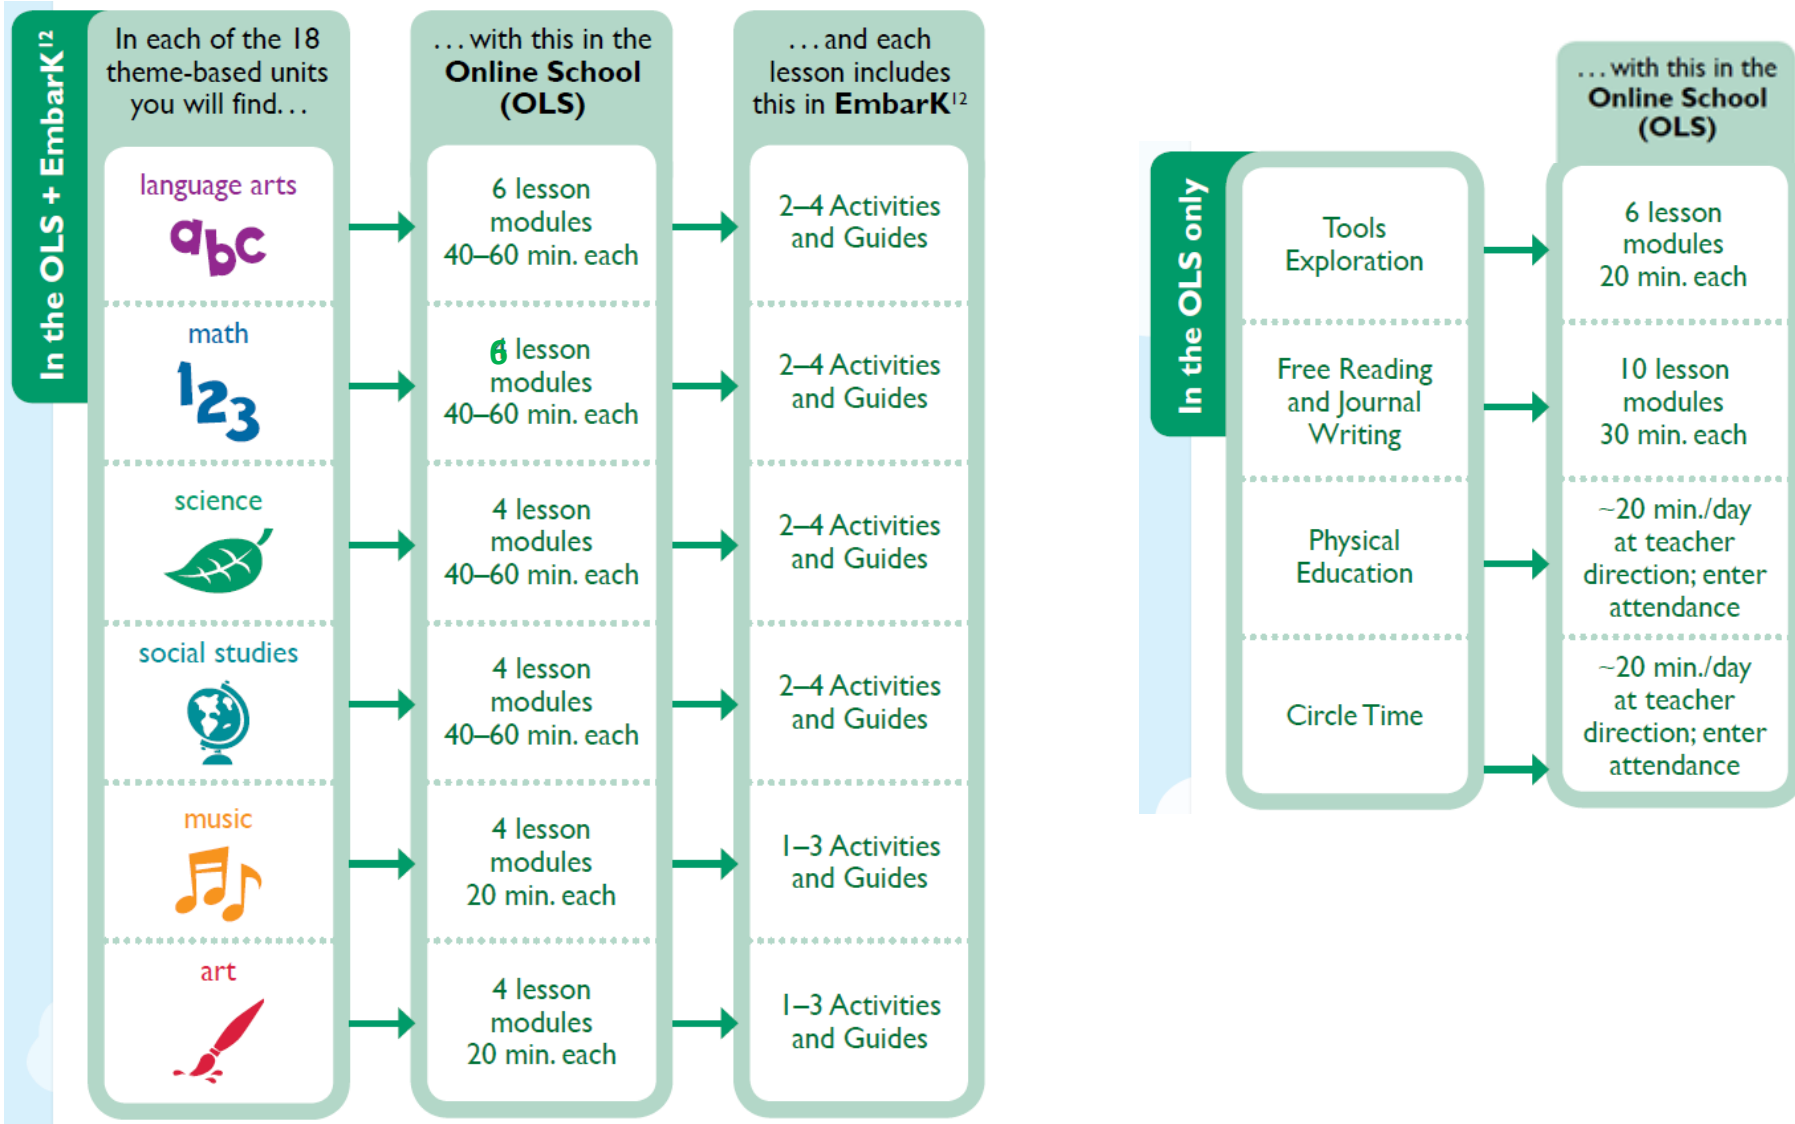 In the OLS + EmbarK12
In each of the 18
theme-based units
you will find…
…with this in the
Online School
(OLS)
…and each
lesson includes
this in EmbarK12
language arts
abc
6 lesson
modules
40–60 min. each
2–4 Activities
and Guides
math
123
6 lesson
modules
40–60 min. each
2–4 Activities
and Guides
science
4 lesson
modules
40–60 min. each
2–4 Activities
and Guides
social studies
4 lesson
modules
40–60 min. each
2–4 Activities
and Guides
music
4 lesson
modules
20 min. each
1–3 Activities
and Guides
art
4 lesson
modules
20 min. each
1–3 Activities
and Guides
In the OLS only
…with this in the
Online School
(OLS)
Tools
Exploration
6 lesson
modules
20 min. each
Free Reading
and Journal
Writing
10 lesson
modules
30 min. each
Physical
Education
~20 min./day
at teacher
direction; enter
attendance
Circle Time
~20 min./day
at teacher
direction; enter
attendance